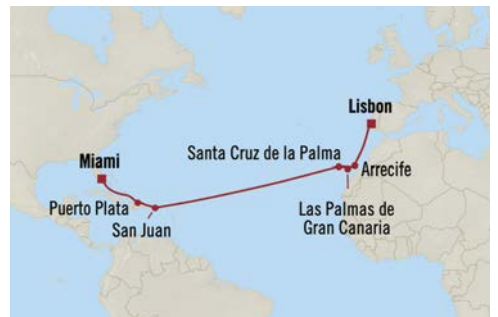 Lisbon
Santa Cruz de la Palma
Miami
Arrecife
Puerto Plata
Las Palmas de
Gran Canaria
San Juan